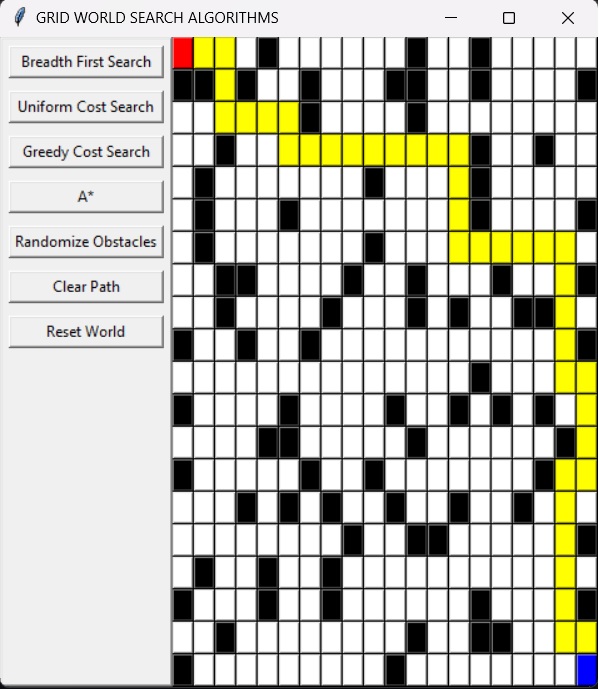 GRID WORLD SEARCH ALGORITHMS
Breadth First Search
Uniform Cost Search
Greedy Cost Search
A*
Randomize Obstacles
Clear Path
Reset World